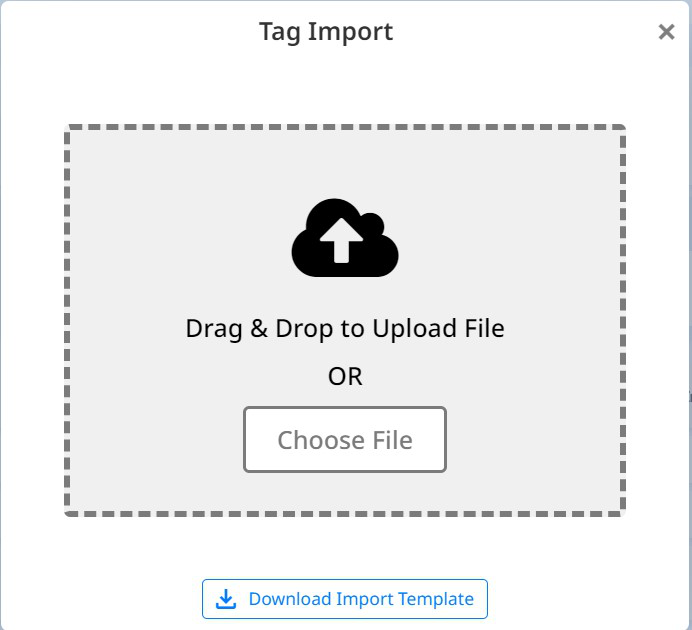 Tag Import
Drag & Drop to Upload File
OR
Choose File
Download Import Template